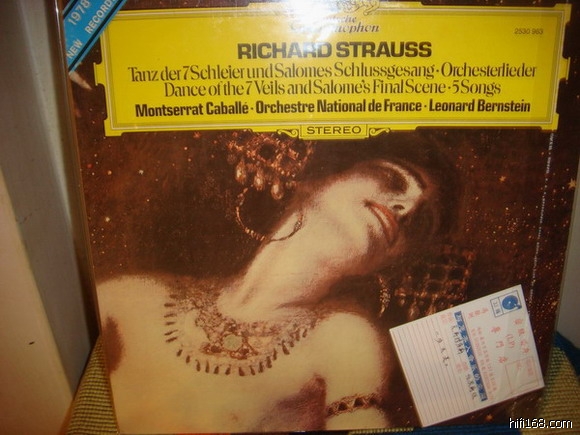 1978
NEW RECORD
RICHARD STRAUSS
2530 963
Tanz der 7 Schleier und Salomes Schlussgesang · Orchesterlieder
Dance of the 7 Veils and Salome's Final Scene · 5 Songs
Montserrat Caballé · Orchestre National de France · Leonard Bernstein
STEREO
hifi168.com